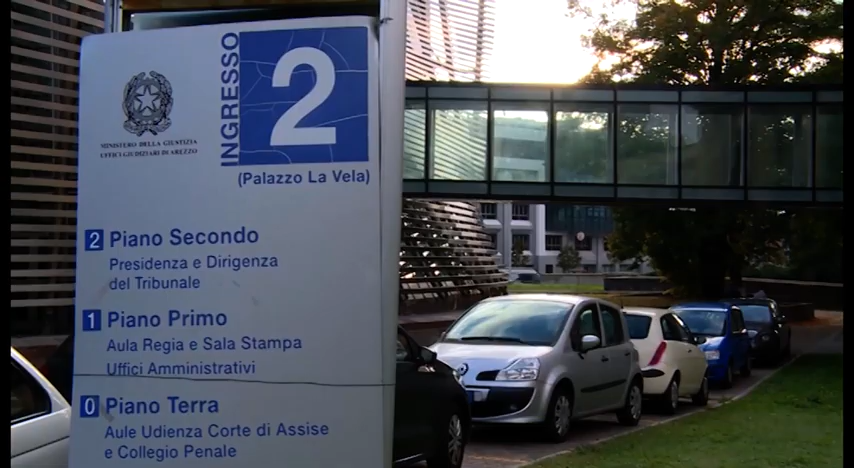 INGRESSO
2
MINISTERO DELLA GIUSTIZIA
UFFICI GIUDIZIARI DI AREZZO
(Palazzo La Vela)
2 Piano Secondo
Presidenza e Dirigenza
del Tribunale
1 Piano Primo
Aula Regia e Sala Stampa
Uffici Amministrativi
0 Piano Terra
Aule Udienza Corte di Assise
e Collegio Penale